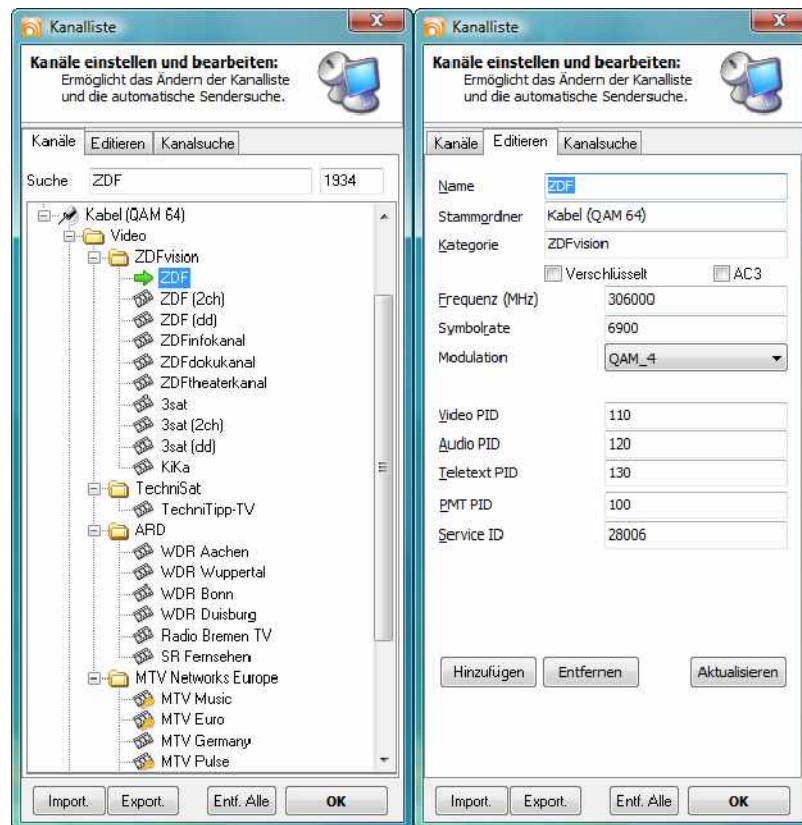 Kanalliste
Kanäle einstellen und bearbeiten:
Ermöglicht das Ändern der Kanalliste
und die automatische Sendersuche.
Kanäle Editieren Kanalsuche
Suche ZDF 1934
Kabel (QAM 64)
Video
ZDFvision
ZDF
ZDF (2ch)
ZDF (dd)
ZDFinfokanal
ZDFdokukanal
ZDFtheaterkanal
3sat
3sat (2ch)
3sat (dd)
KiKa
TechniSat
TechniTipp-TV
ARD
WDR Aachen
WDR Wuppertal
WDR Bonn
WDR Duisburg
Radio Bremen TV
SR Fernsehen
MTV Networks Europe
MTV Music
MTV Euro
MTV Germany
MTV Pulse
Import. Export. Entf. Alle OK
Kanalliste
Kanäle einstellen und bearbeiten:
Ermöglicht das Ändern der Kanalliste
und die automatische Sendersuche.
Kanäle Editieren Kanalsuche
Name ZDF
Stammordner Kabel (QAM 64)
Kategorie ZDFvision
Verschlüsselt AC3
Frequenz (MHz) 306000
Symbolrate 6900
Modulation QAM_4
Video PID 110
Audio PID 120
Teletext PID 130
PMT PID 100
Service ID 28006
Hinzufügen Entfernen Aktualisieren
Import. Export. Entf. Alle OK